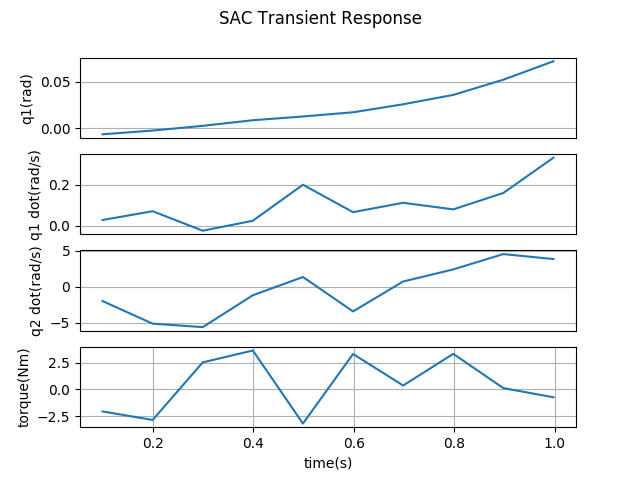 SAC Transient Response
q1(rad)
0.05
0.00
q1 dot(rad/s)
0.2
0.0
q2 dot(rad/s)
5
0
−5
torque(Nm)
2.5
0.0
−2.5
0.2 0.4 0.6 0.8 1.0
time(s)